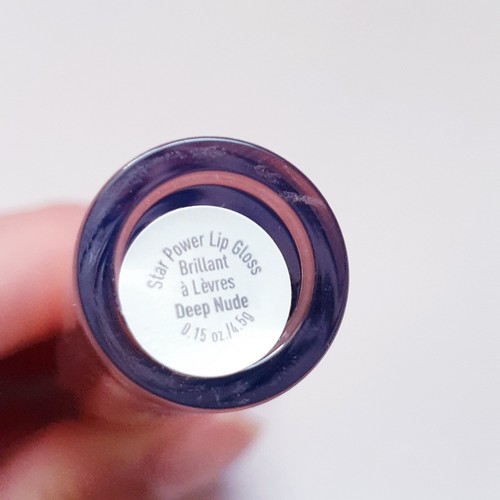 Star Power Lip Gloss
Brillant
à Lèvres
Deep Nude
0.15 oz./4.5g